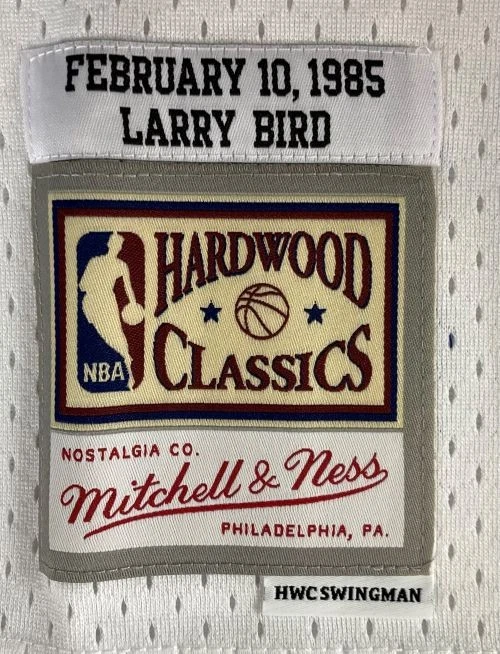 FEBRUARY 10, 1985
LARRY BIRD
HARDWOOD
CLASSICS
NBA
NOSTALGIA CO.
Mitchell & Ness
PHILADELPHIA, PA.
HWC SWINGMAN